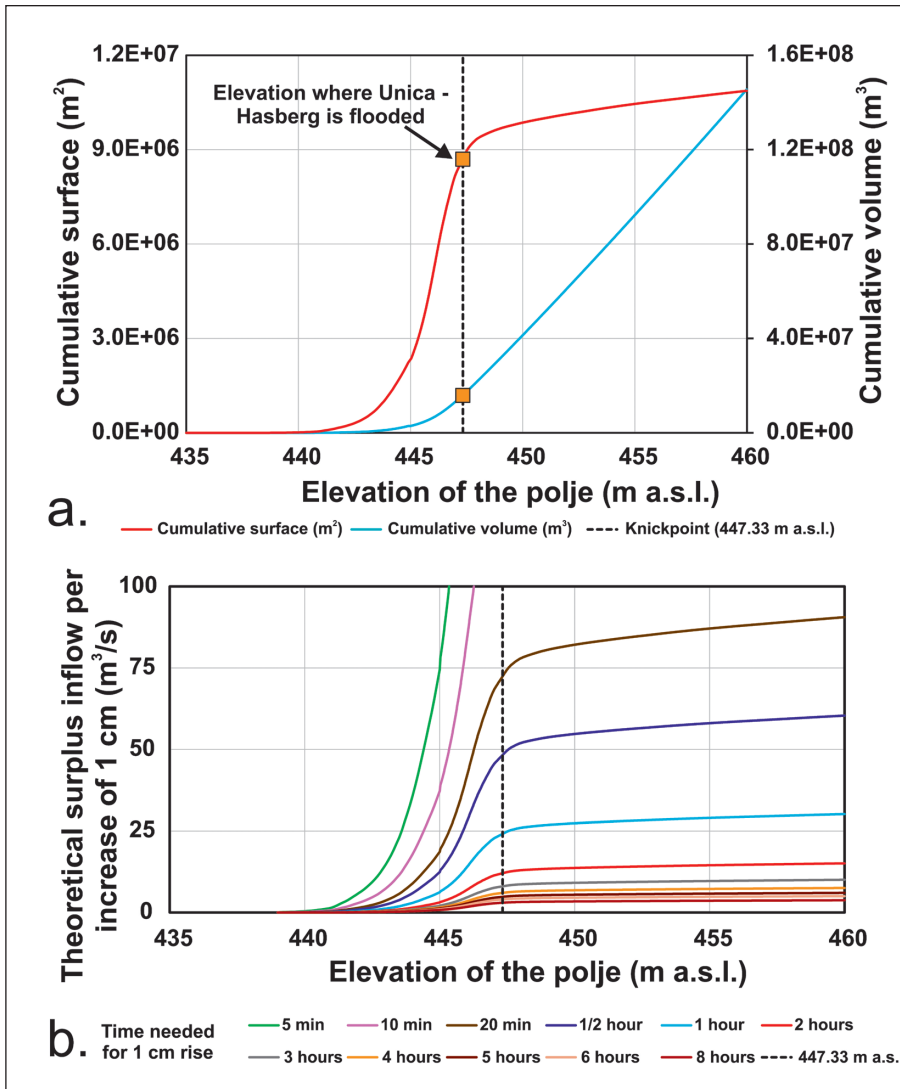 1.2E+07
9.0E+06
6.0E+06
3.0E+06
0.0E+00
Cumulative surface (m²)
1.6E+08
1.2E+08
8.0E+07
4.0E+07
0.0E+00
Cumulative volume (m³)
Elevation where Unica -
Hasberg is flooded
435 440 445 450 455 460
Elevation of the polje (m a.s.l.)
a.
Cumulative surface (m²) Cumulative volume (m³) Knickpoint (447.33 m a.s.l.)
100
75
50
25
0
Theoretical surplus inflow per
increase of 1 cm (m³/s)
435 440 445 450 455 460
Elevation of the polje (m a.s.l.)
b.
Time needed
for 1 cm rise
5 min 10 min 20 min 1/2 hour 1 hour 2 hours
3 hours 4 hours 5 hours 6 hours 8 hours 447.33 m a.s.